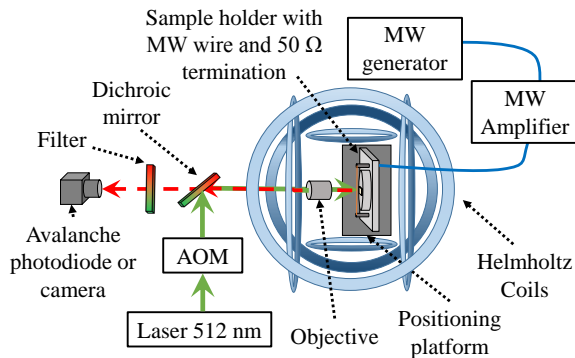 Sample holder with
MW wire and 50 Ω
termination
MW
generator
MW
Amplifier
Dichroic
mirror
Filter
Avalanche
photodiode or
camera
AOM
Laser 512 nm
Objective
Positioning
platform
Helmholtz
Coils